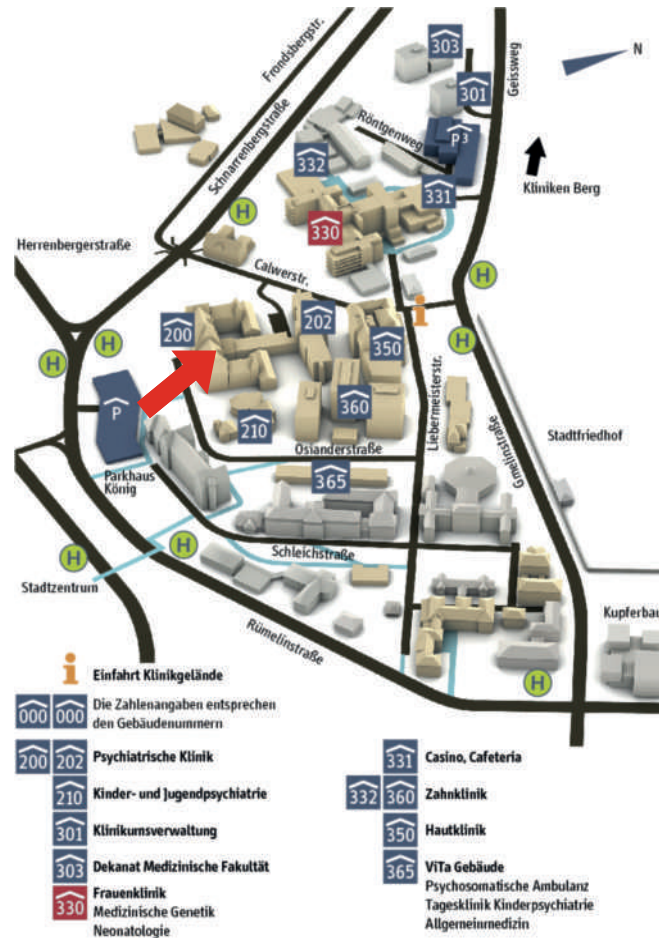 Frondsbergstr.
Schnarrenbergstraße
303
Geissweg
N
301
Röntgenweg
P3
332
Kliniken Berg
331
H
330
Herrenbergerstraße
Calwerstr.
H
i
200
202
H
H
H
350
Liebermeisterstr.
P
360
210
Gmelinstraße
Stadtfriedhof
Osianderstraße
Parkhaus
König
365
H
H
Schleichstraße
Stadtzentrum
Kupferbau
Rümelinstraße
H
i Einfahrt Klinikgelände
000 000 Die Zahlenangaben entsprechen
den Gebäudenummern
200 202 Psychiatrische Klinik
210 Kinder- und Jugendpsychiatrie
301 Klinikumsverwaltung
303 Dekanat Medizinische Fakultät
330 Frauenklinik
Medizinische Genetik
Neonatologie
331 Casino, Cafeteria
332 360 Zahnklinik
350 Hautklinik
365 ViTa Gebäude
Psychosomatische Ambulanz
Tagesklinik Kinderpsychiatrie
Allgemeinmedizin